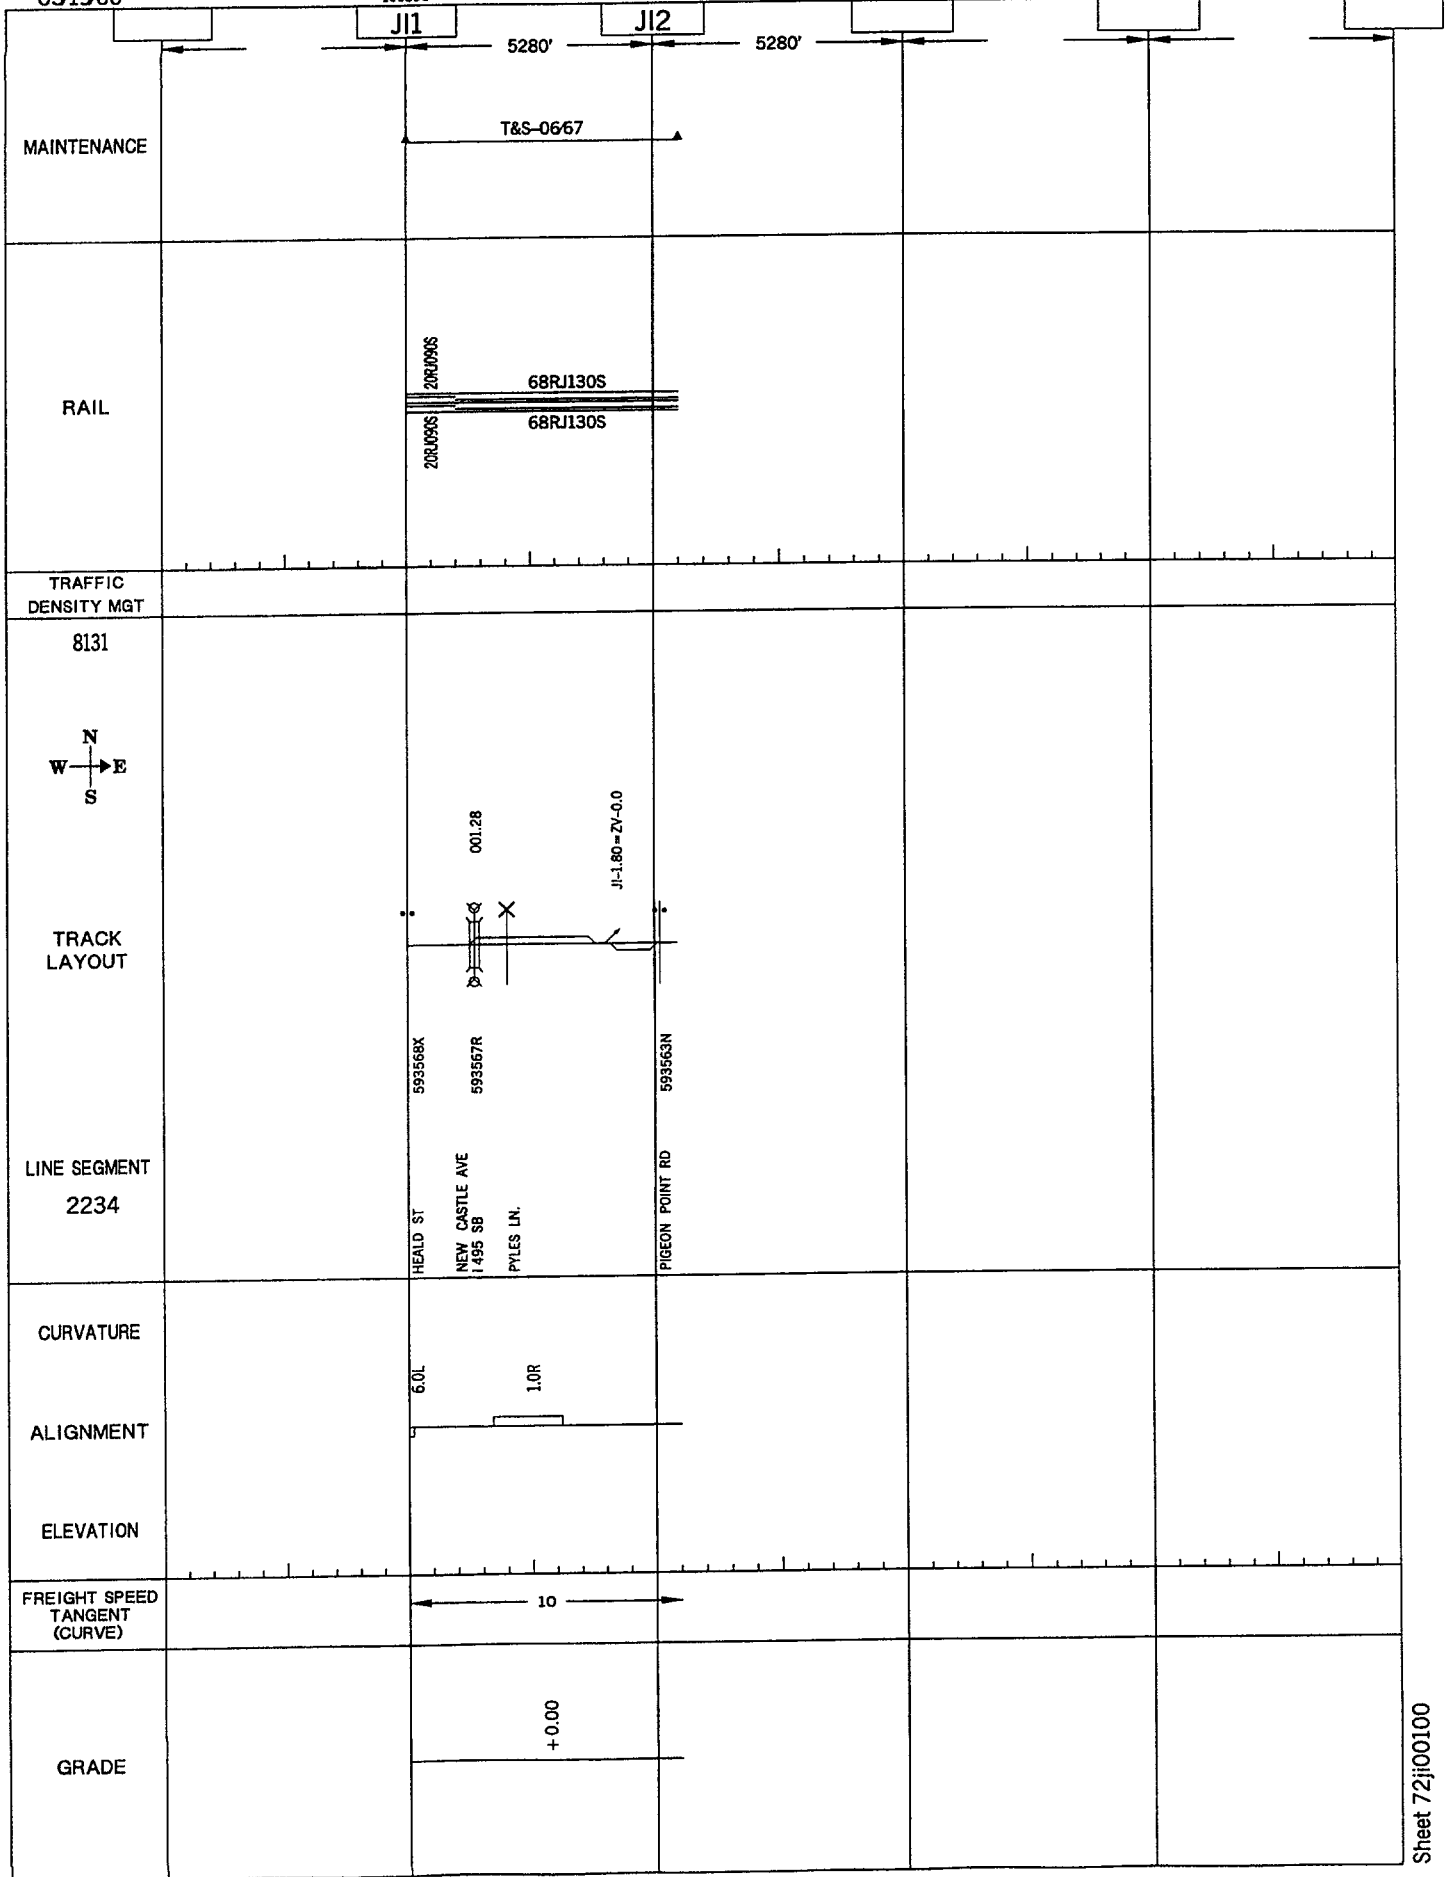 JI1
JI2
5280'
5280'
MAINTENANCE
T&S-06/67
RAIL
20RJ090S
68RJ130S
20RJ090S
68RJ130S
TRAFFIC
DENSITY MGT
8131
N
W E
S
001.28
JI-1.80=ZV-0.0
TRACK
LAYOUT
593568X
593567R
593563N
LINE SEGMENT
2234
HEALD ST
NEW CASTLE AVE
I 495 SB
PYLES LN.
PIGEON POINT RD
CURVATURE
6.0L
1.0R
ALIGNMENT
ELEVATION
FREIGHT SPEED
TANGENT
(CURVE)
10
+0.00
GRADE
Sheet 72ji00100